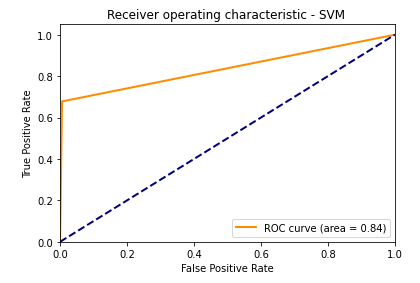 Receiver operating characteristic - SVM
True Positive Rate
1.0
0.8
0.6
0.4
0.2
0.0
ROC curve (area = 0.84)
0.0 0.2 0.4 0.6 0.8 1.0
False Positive Rate